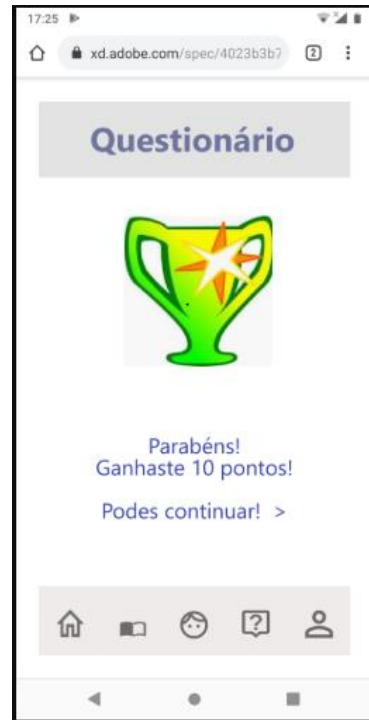 17:25
xd.adobe.com/spec/4023b3b7
2
Questionário
Parabéns!
Ganhaste 10 pontos!
Podes continuar! >
?